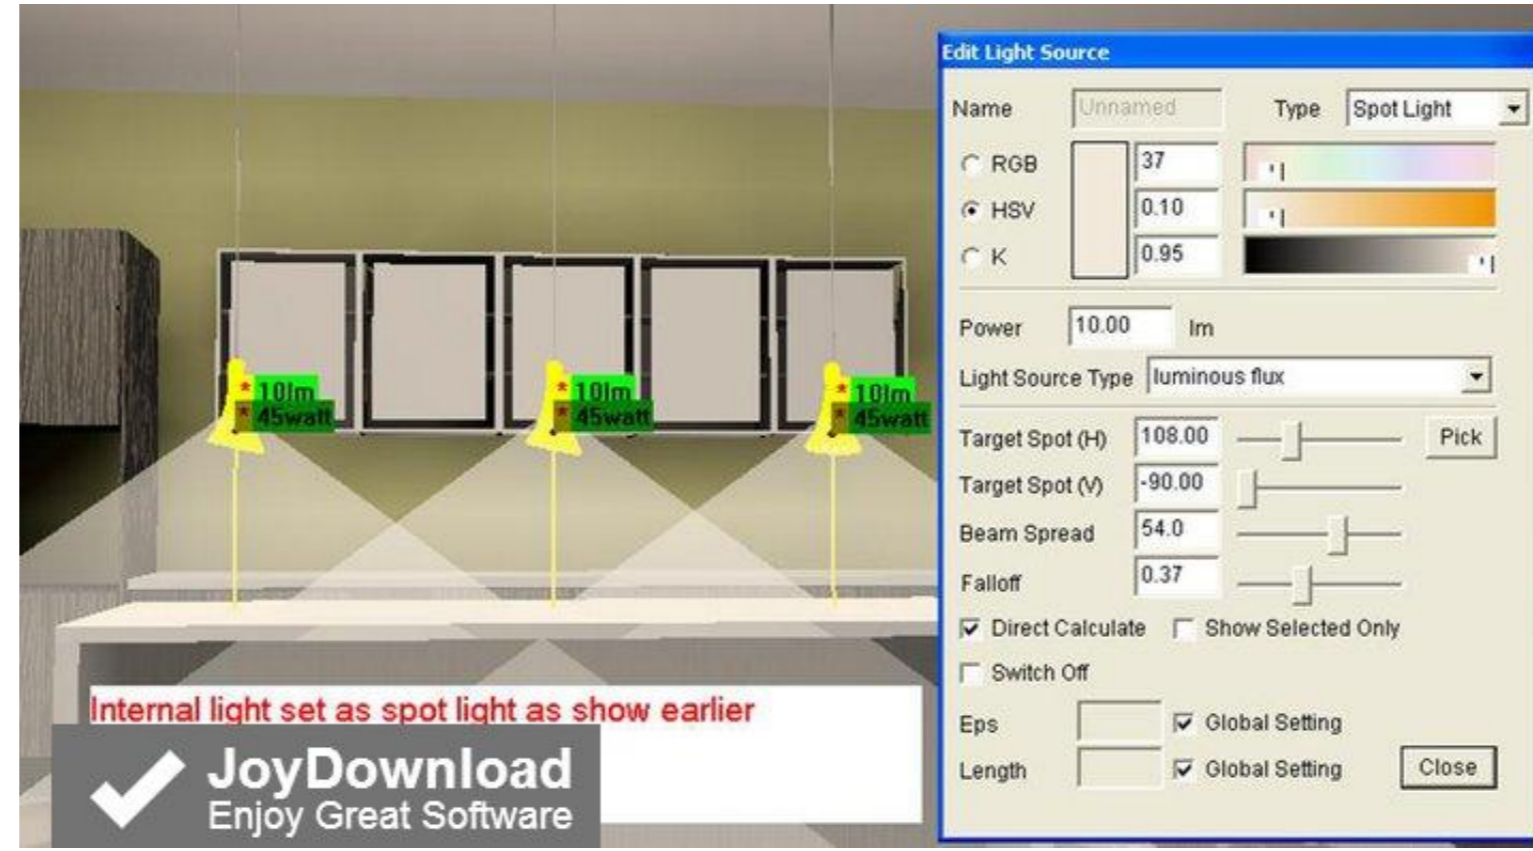 Edit Light Source
Name Unnamed Type Spot Light
RGB 37
HSV 0.10
K 0.95
Power 10.00 lm
Light Source Type luminous flux
Target Spot (H) 108.00 Pick
Target Spot (V) -90.00
Beam Spread 54.0
Falloff 0.37
Direct Calculate Show Selected Only
Switch Off
Eps Global Setting
Length Global Setting Close
* 10lm
* 45watt
* 10lm
* 45watt
* 10lm
* 45watt
Internal light set as spot light as show earlier
JoyDownload
Enjoy Great Software